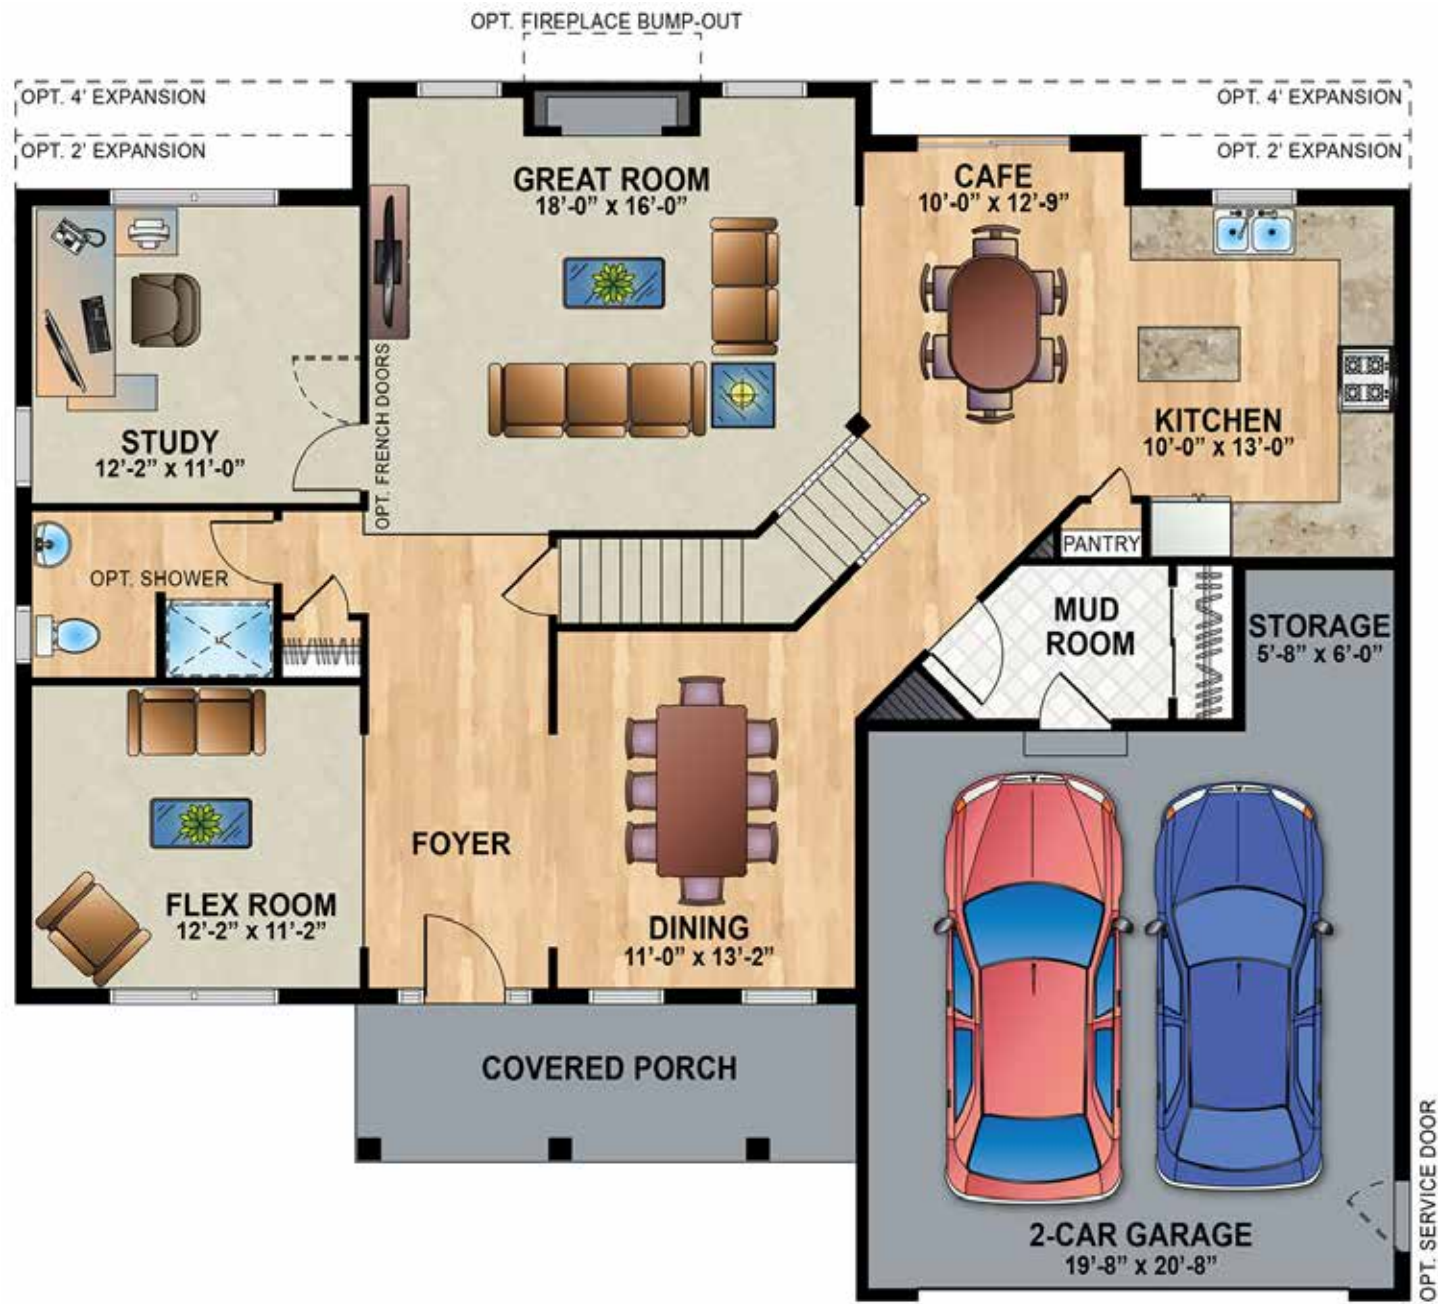 OPT. FIREPLACE BUMP-OUT
OPT. 4' EXPANSION
OPT. 4' EXPANSION
OPT. 2' EXPANSION
OPT. 2' EXPANSION
GREAT ROOM
18'-0” x 16'-0”
CAFE
10'-0” x 12'-9”
STUDY
12'-2” x 11'-0”
OPT. FRENCH DOORS
KITCHEN
10'-0” x 13'-0”
PANTRY
OPT. SHOWER
MUD
ROOM
STORAGE
5'-8” x 6'-0”
FOYER
FLEX ROOM
12'-2” x 11'-2”
DINING
11'-0” x 13'-2”
COVERED PORCH
2-CAR GARAGE
19'-8” x 20'-8”
OPT. SERVICE DOOR